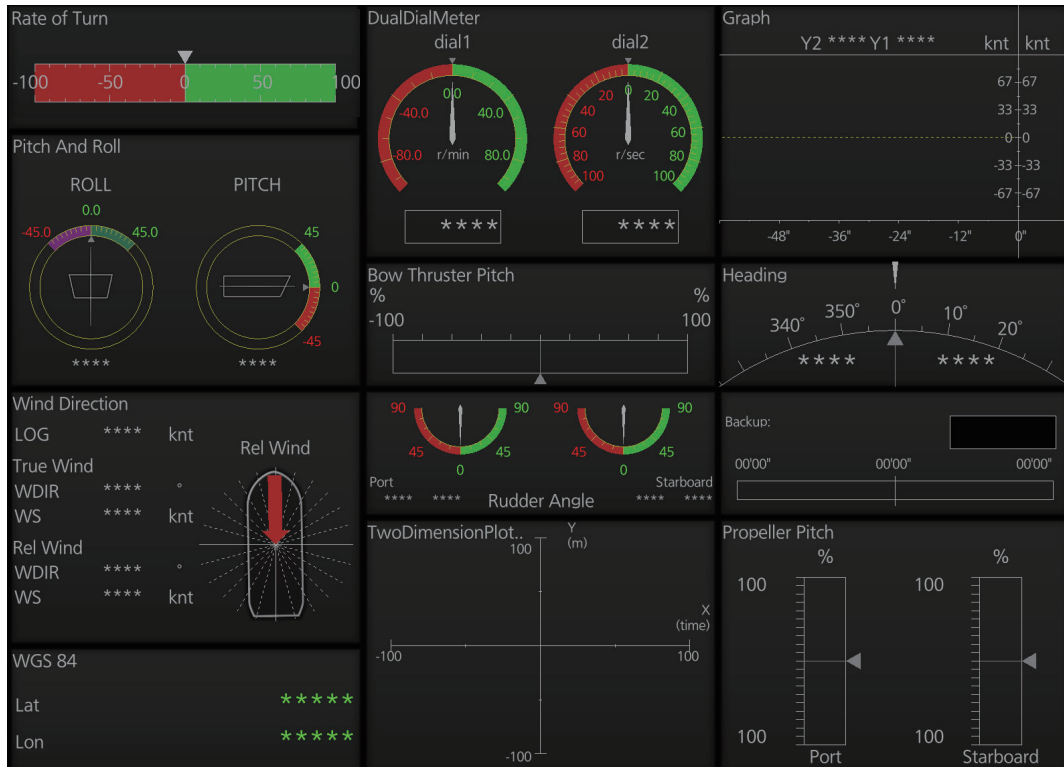 Rate of Turn
-100 -50 0 50 100
Pitch And Roll
ROLL PITCH
0.0
-45.0 45.0 45
0
-45
**** ****
Wind Direction
LOG **** knt
Rel Wind
True Wind
WDIR **** °
WS **** knt
Rel Wind
WDIR **** °
WS **** knt
WGS 84
Lat *****
Lon *****
DualDialMeter
dial1 dial2
0.0
-40.0 40.0
-80.0 80.0
r/min
****
0
20 20
40 40
60 60
80 80
100 100
r/sec
****
Bow Thruster Pitch
% %
-100 100
90 90 90 90
45 45 45 45
0 0
Port Starboard
**** **** **** ****
Rudder Angle
TwoDimensionPlot..
Y
(m)
100
X
(time)
-100 100
-100
Graph
Y2 **** Y1 **** knt knt
67 67
33 33
0 0
-33 -33
-67 -67
-48" -36" -24" -12" 0"
Heading
340° 350° 0° 10° 20°
**** ****
Backup:
00'00" 00'00" 00'00"
Propeller Pitch
% %
100 100
100 100
Port Starboard